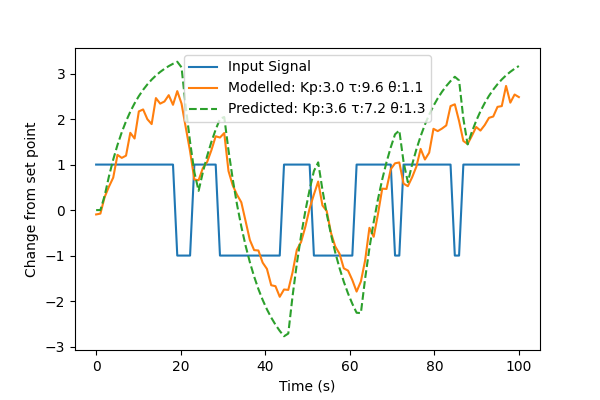 Input Signal
Modelled: Kp:3.0 τ:9.6 θ:1.1
Predicted: Kp:3.6 τ:7.2 θ:1.3
Change from set point
3
2
1
0
−1
−2
−3
0 20 40 60 80 100
Time (s)